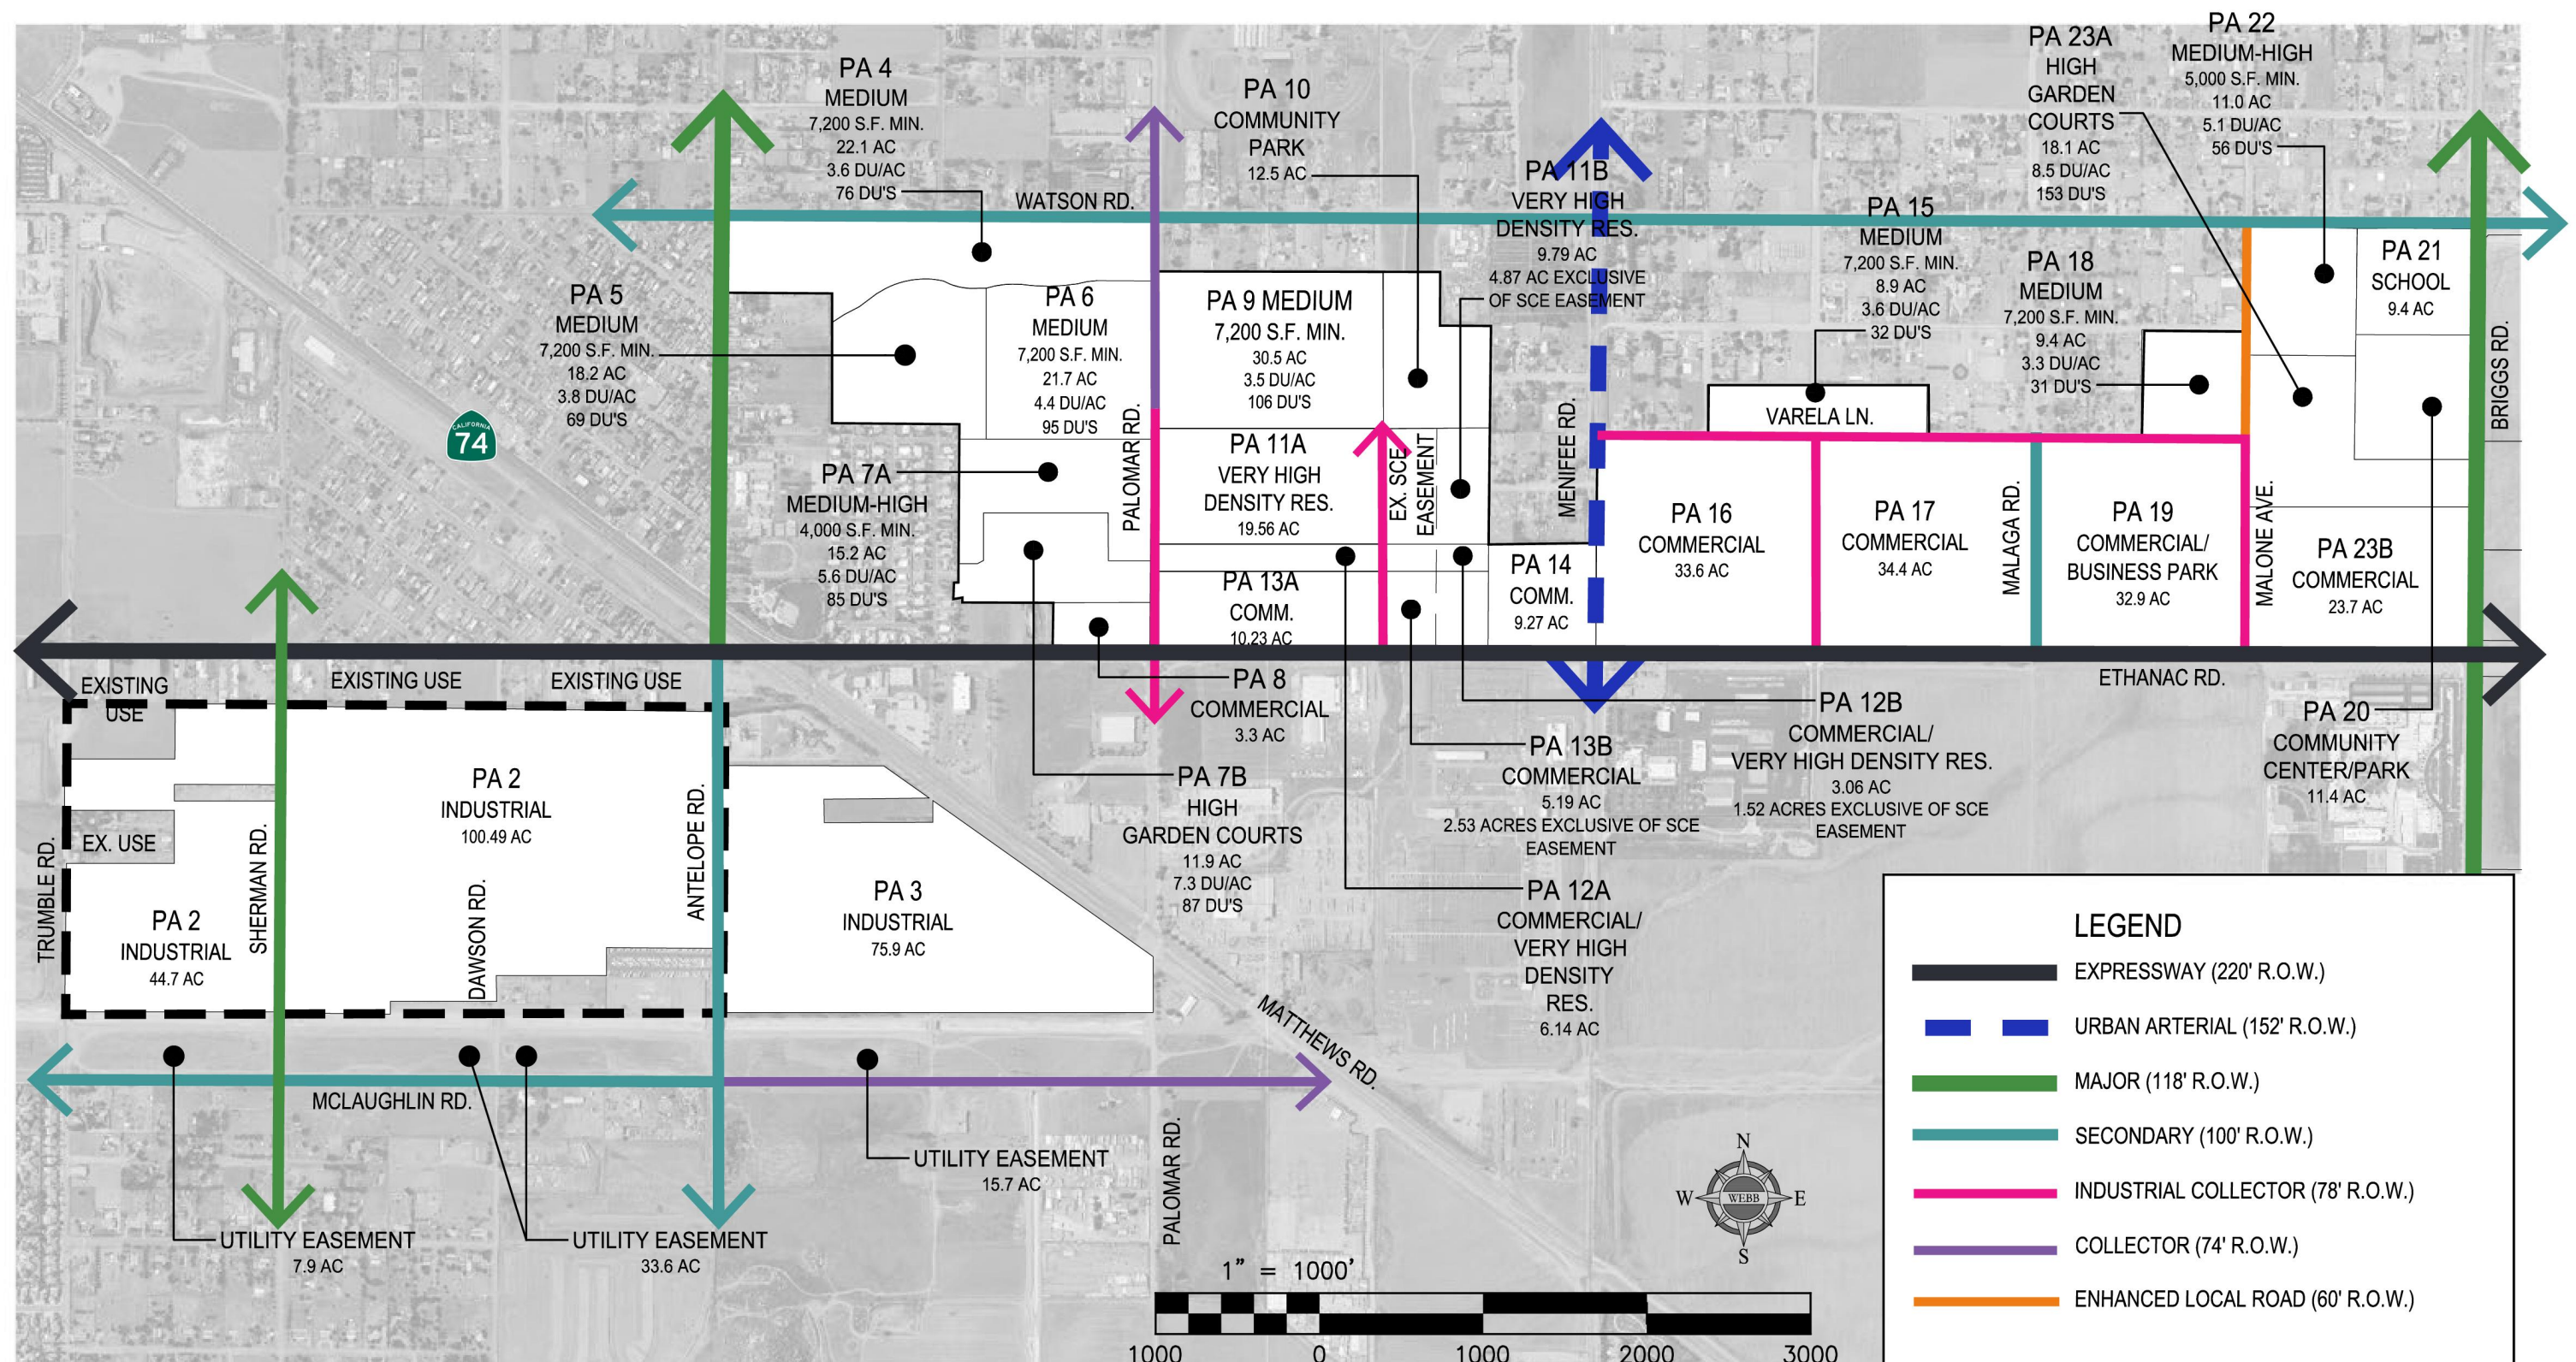 PA 4
MEDIUM
7,200 S.F. MIN.
22.1 AC
3.6 DU/AC
76 DU'S
PA 10
COMMUNITY
PARK
12.5 AC
PA 11B
VERY HIGH
DENSITY RES.
9.79 AC
4.87 AC EXCLUSIVE
OF SCE EASEMENT
PA 15
MEDIUM
7,200 S.F. MIN.
8.9 AC
3.6 DU/AC
32 DU'S
PA 23A
HIGH
GARDEN
COURTS
18.1 AC
8.5 DU/AC
153 DU'S
PA 22
MEDIUM-HIGH
5,000 S.F. MIN.
11.0 AC
5.1 DU/AC
56 DU'S
WATSON RD.
PA 18
MEDIUM
7,200 S.F. MIN.
9.4 AC
3.3 DU/AC
31 DU'S
PA 21
SCHOOL
9.4 AC
BRIGGS RD.
PA 5
MEDIUM
7,200 S.F. MIN.
18.2 AC
3.8 DU/AC
69 DU'S
PA 6
MEDIUM
7,200 S.F. MIN.
21.7 AC
4.4 DU/AC
95 DU'S
PALOMAR RD.
PA 9 MEDIUM
7,200 S.F. MIN.
30.5 AC
3.5 DU/AC
106 DU'S
CALIFORNIA
74
PA 7A
MEDIUM-HIGH
4,000 S.F. MIN.
15.2 AC
5.6 DU/AC
85 DU'S
PA 11A
VERY HIGH
DENSITY RES.
19.56 AC
EX. SCE
EASEMENT
MENIFEE RD.
VARELA LN.
PA 16
COMMERCIAL
33.6 AC
PA 17
COMMERCIAL
34.4 AC
MALAGA RD.
PA 19
COMMERCIAL/
BUSINESS PARK
32.9 AC
MALONE AVE.
PA 23B
COMMERCIAL
23.7 AC
PA 13A
COMM.
10.23 AC
PA 14
COMM.
9.27 AC
ETHANAC RD.
EXISTING
USE
EXISTING USE
EXISTING USE
PA 8
COMMERCIAL
3.3 AC
PA 7B
HIGH
GARDEN COURTS
11.9 AC
7.3 DU/AC
87 DU'S
PA 13B
COMMERCIAL
5.19 AC
2.53 ACRES EXCLUSIVE OF SCE
EASEMENT
PA 12B
COMMERCIAL/
VERY HIGH DENSITY RES.
3.06 AC
1.52 ACRES EXCLUSIVE OF SCE
EASEMENT
PA 20
COMMUNITY
CENTER/PARK
11.4 AC
PA 12A
COMMERCIAL/
VERY HIGH
DENSITY
RES.
6.14 AC
EX. USE
TRUMBLE RD.
PA 2
INDUSTRIAL
44.7 AC
SHERMAN RD.
PA 2
INDUSTRIAL
100.49 AC
DAWSON RD.
ANTELOPE RD.
PA 3
INDUSTRIAL
75.9 AC
MATTHEWS RD.
MCLAUGHLIN RD.
UTILITY EASEMENT
7.9 AC
UTILITY EASEMENT
33.6 AC
UTILITY EASEMENT
15.7 AC
PALOMAR RD.
N
W
WEBB
E
S
1” = 1000’
1000 0 1000 2000 3000
LEGEND
EXPRESSWAY (220' R.O.W.)
URBAN ARTERIAL (152' R.O.W.)
MAJOR (118' R.O.W.)
SECONDARY (100' R.O.W.)
INDUSTRIAL COLLECTOR (78' R.O.W.)
COLLECTOR (74' R.O.W.)
ENHANCED LOCAL ROAD (60' R.O.W.)